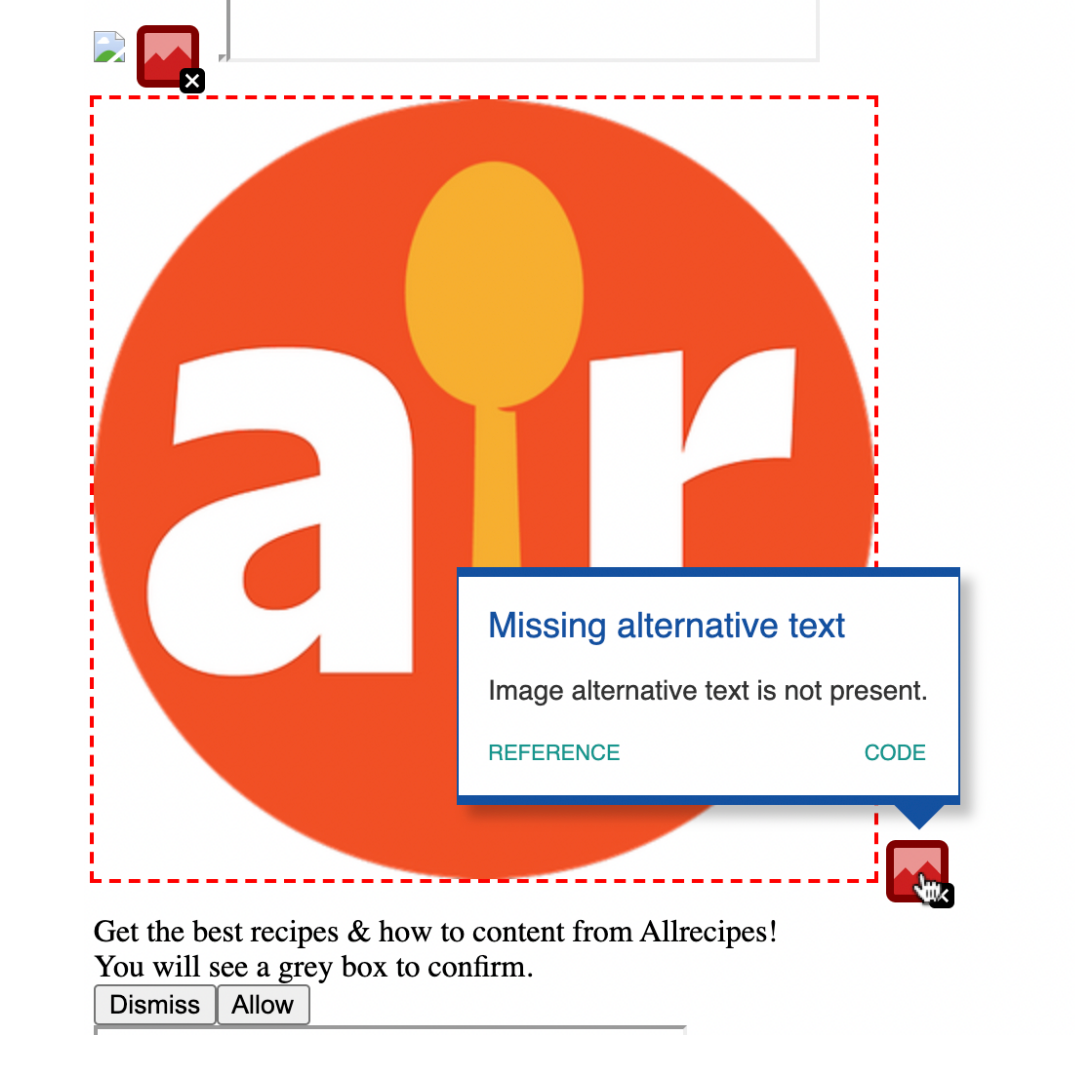 air
Missing alternative text
Image alternative text is not present.
REFERENCE CODE
Get the best recipes & how to content from Allrecipes!
You will see a grey box to confirm.
Dismiss Allow